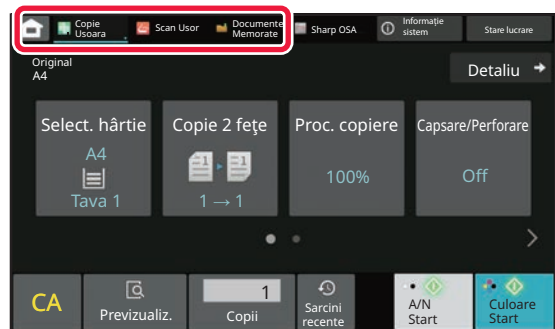 Copie
Usoara
Scan Usor
Documente
Memorate
Sharp OSA
Informație
sistem
Stare lucrare
Original
A4
Detaliu
Select. hârtie
A4
Tava 1
Copie 2 feţe
1 → 1
Proc. copiere
100%
Capsare/Perforare
Off
CA
Previzualiz.
1
Copii
Sarcini
recente
A/N
Start
Culoare
Start